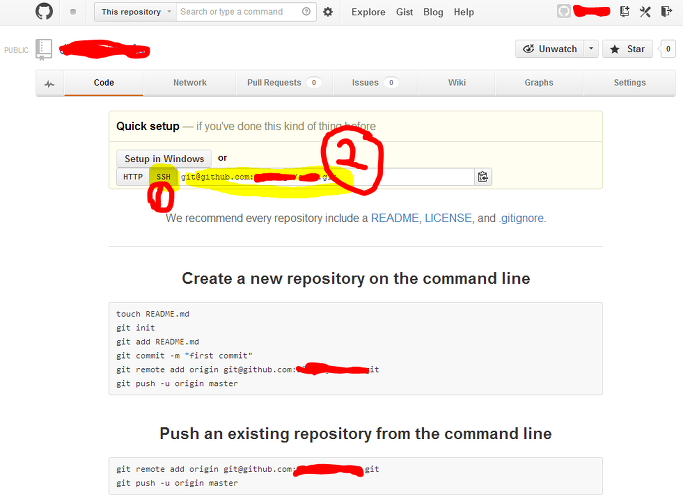 This repository Search or type a command Explore Gist Blog Help
PUBLIC Unwatch Star 0
Code Network Pull Requests 0 Issues 0 Wiki Graphs Settings
Quick setup — if you've done this kind of thing before
Setup in Windows or
HTTP SSH git@github.com:
2
1
We recommend every repository include a README, LICENSE, and .gitignore.
Create a new repository on the command line
touch README.md
git init
git add README.md
git commit -m "first commit"
git remote add origin git@github.com: git
git push -u origin master
Push an existing repository from the command line
git remote add origin git@github.com: git
git push -u origin master